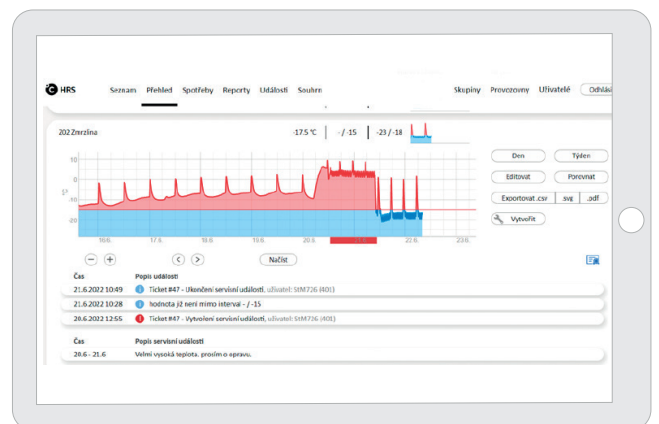 °C HRS Seznam Přehled Spotřeby Reporty Události Souhrn Skupiny Provozovny Uživatelé Odhlási
202 Zmrzlina -17.5 °C - / -15 -23 / -18
10
0
-10
-20
°C
16.6. 17.6. 18.6. 19.6. 20.6. 21.6. 22.6. 23.6.
Den Týden
Editovat Porovnat
Exportovat .csv .svg .pdf
Vytvořit
− + < > Načíst
Čas Popis události
21.6.2022 10:49 Ticket #47 - Ukončení servisní události, uživatel: StM726 (401)
21.6.2022 10:28 hodnota již není mimo interval - / -15
20.6.2022 12:55 Ticket #47 - Vytvoření servisní události, uživatel: StM726 (401)
Čas Popis servisní události
20.6 - 21.6 Velmi vysoká teplota, prosím o opravu.